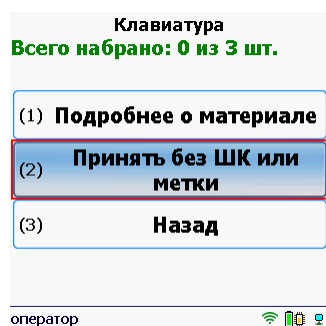 Клавиатура
Всего набрано: 0 из 3 шт.
(1) Подробнее о материале
(2) Принять без ШК или
метки
(3) Назад
оператор